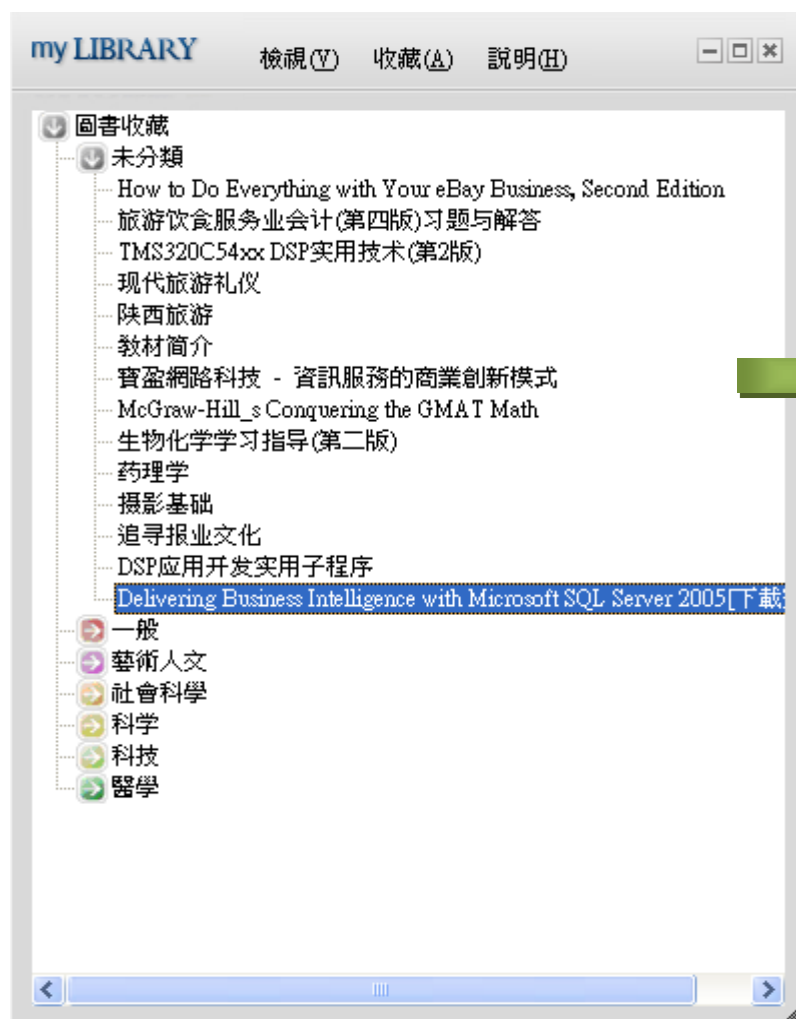 my LIBRARY 檢視(V) 收藏(A) 說明(H)
圖書收藏
未分類
How to Do Everything with Your eBay Business, Second Edition
旅游饮食服务业会计(第四版)习题与解答
TMS320C54xx DSP实用技术(第2版)
现代旅游礼仪
陕西旅游
教材简介
寶盈網路科技 - 資訊服務的商業創新模式
McGraw-Hill_s Conquering the GMAT Math
生物化学学习指导(第二版)
药理学
摄影基础
追寻报业文化
DSP应用开发实用子程序
Delivering Business Intelligence with Microsoft SQL Server 2005[下載
一般
藝術人文
社會科學
科学
科技
醫學